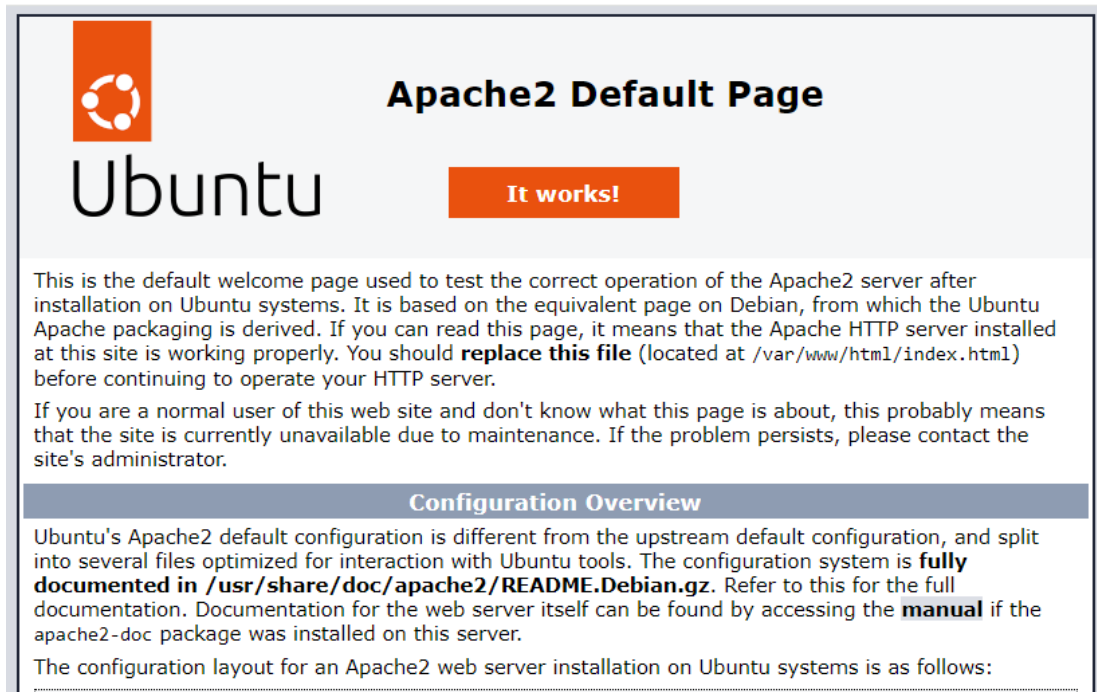 Apache2 Default Page
Ubuntu
It works!
This is the default welcome page used to test the correct operation of the Apache2 server after
installation on Ubuntu systems. It is based on the equivalent page on Debian, from which the Ubuntu
Apache packaging is derived. If you can read this page, it means that the Apache HTTP server installed
at this site is working properly. You should replace this file (located at /var/www/html/index.html)
before continuing to operate your HTTP server.
If you are a normal user of this web site and don't know what this page is about, this probably means
that the site is currently unavailable due to maintenance. If the problem persists, please contact the
site's administrator.
Configuration Overview
Ubuntu's Apache2 default configuration is different from the upstream default configuration, and split
into several files optimized for interaction with Ubuntu tools. The configuration system is fully
documented in /usr/share/doc/apache2/README.Debian.gz. Refer to this for the full
documentation. Documentation for the web server itself can be found by accessing the manual if the
apache2-doc package was installed on this server.
The configuration layout for an Apache2 web server installation on Ubuntu systems is as follows: